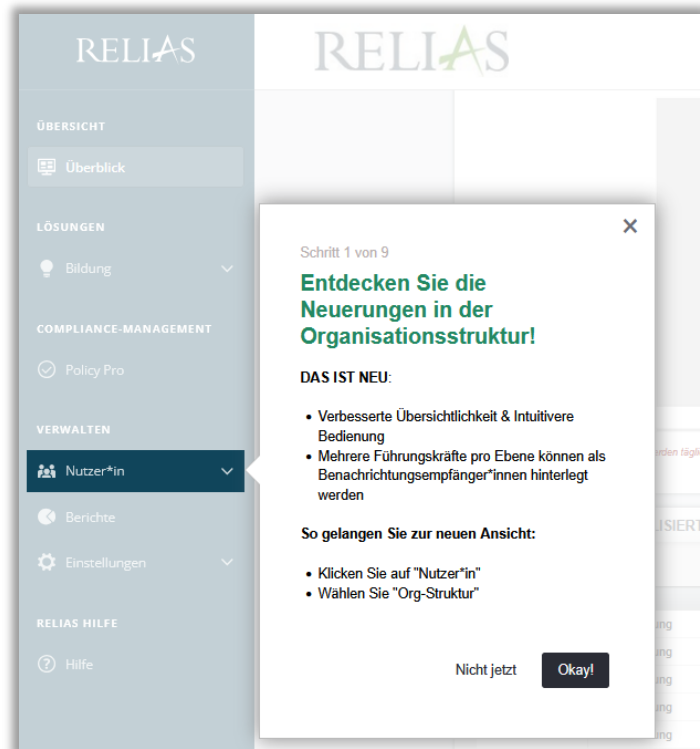 RELIAS
RELIAS
ÜBERSICHT
Überblick
LÖSUNGEN
Bildung
COMPLIANCE-MANAGEMENT
Policy Pro
VERWALTEN
Nutzer*in
Berichte
Einstellungen
RELIAS HILFE
Hilfe
Schritt 1 von 9
Entdecken Sie die
Neuerungen in der
Organisationsstruktur!
DAS IST NEU:
• Verbesserte Übersichtlichkeit & Intuitivere
Bedienung
• Mehrere Führungskräfte pro Ebene können als
Benachrichtungsempfänger*innen hinterlegt
werden
So gelangen Sie zur neuen Ansicht:
• Klicken Sie auf "Nutzer*in"
• Wählen Sie "Org-Struktur"
Nicht jetzt
Okay!